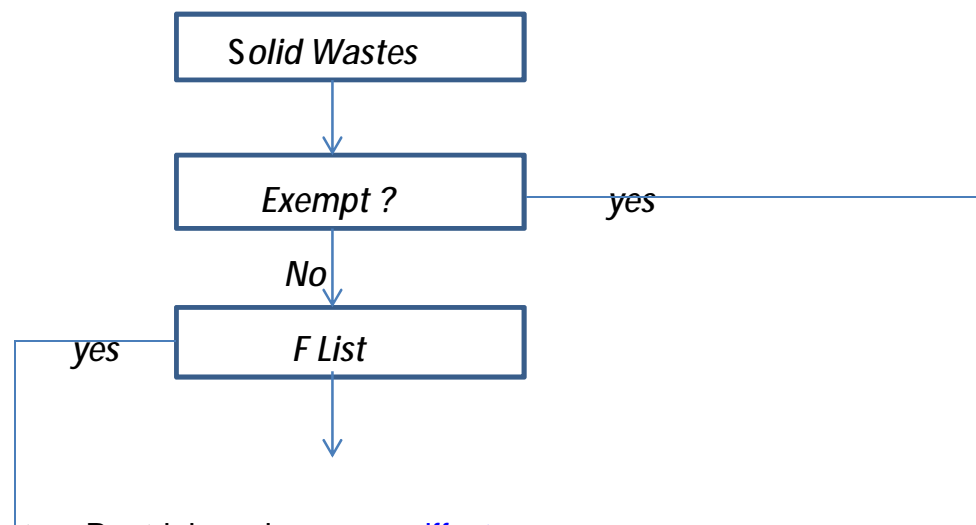 Solid Wastes
Exempt ?
yes
No
yes
F List